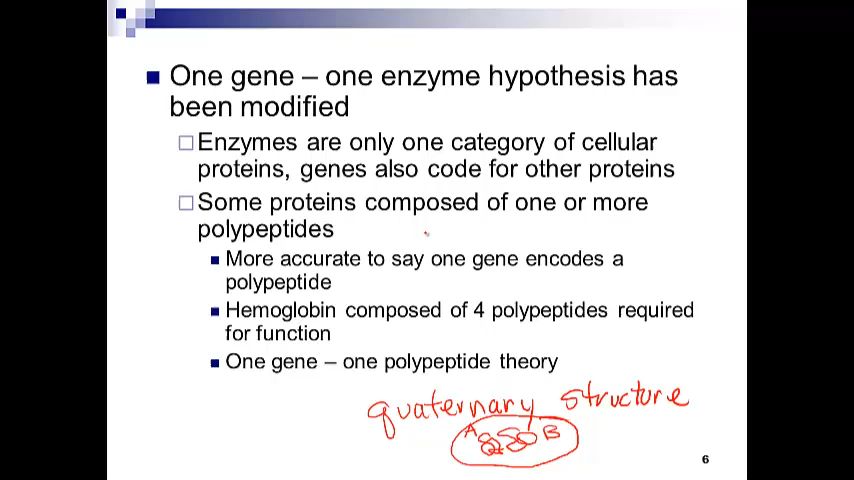 One gene – one enzyme hypothesis has
been modified
Enzymes are only one category of cellular
proteins, genes also code for other proteins
Some proteins composed of one or more
polypeptides
More accurate to say one gene encodes a
polypeptide
Hemoglobin composed of 4 polypeptides required
for function
One gene – one polypeptide theory
quaternary structure
A B
6